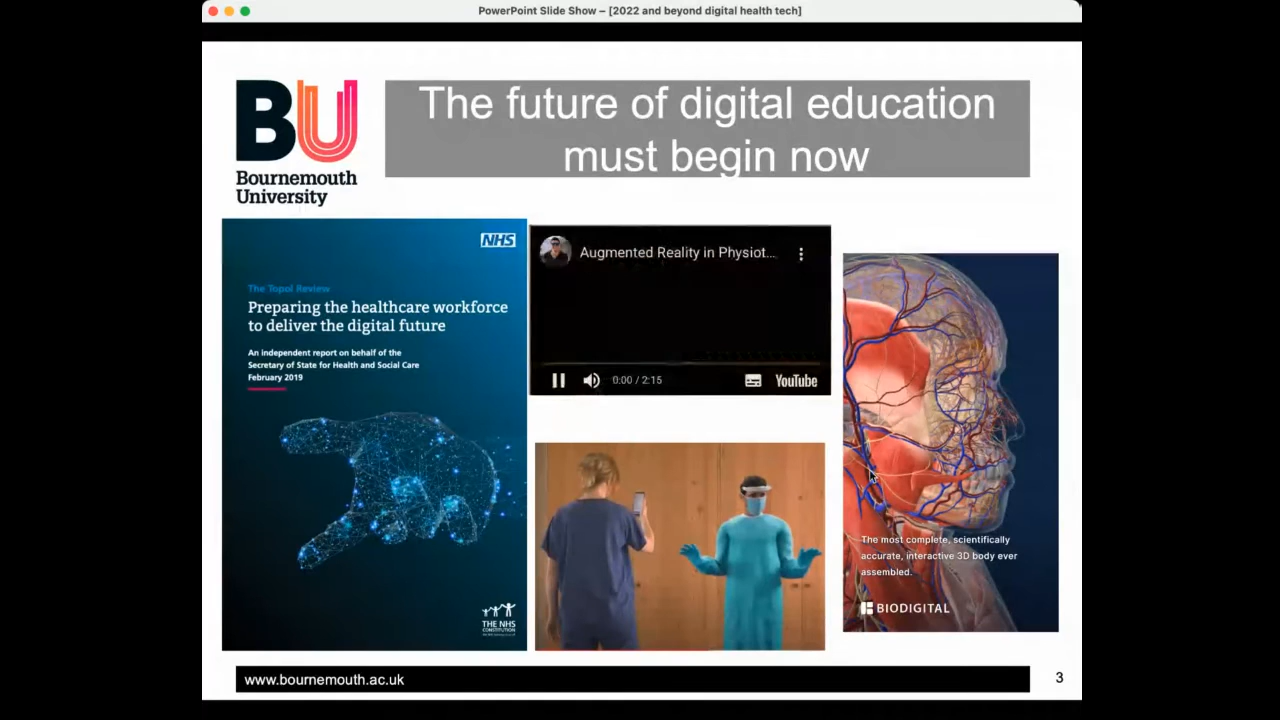 PowerPoint Slide Show – [2022 and beyond digital health tech]
BU
Bournemouth
University
The future of digital education
must begin now
NHS
The Topol Review
Preparing the healthcare workforce
to deliver the digital future
An independent report on behalf of the
Secretary of State for Health and Social Care
February 2019
THE NHS
CONSTITUTION
Augmented Reality in Physiot...
0:00 / 2:15
YouTube
The most complete, scientifically
accurate, interactive 3D body ever
assembled.
BIODIGITAL
www.bournemouth.ac.uk
3